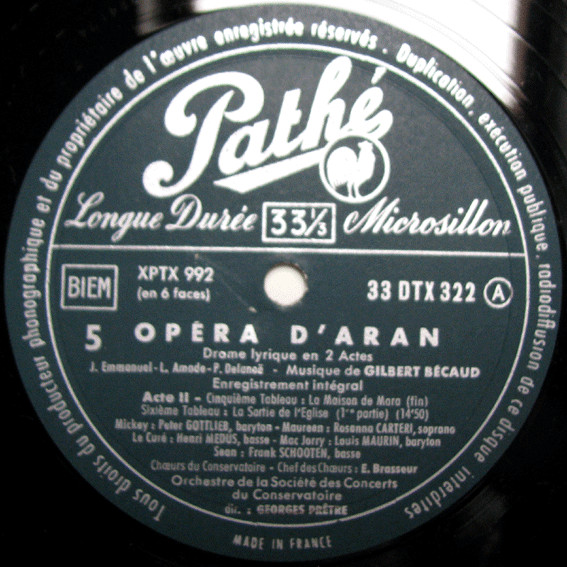 Tous droits du producteur phonographique et du propriétaire de l'œuvre enregistrée réservés. Duplication, exécution publique, radiodiffusion de ce disque interdites
Pathé
Longue Durée 33⅓ Microsillon
BIEM
XPTX 992
(en 6 faces)
33 DTX 322 A
5 OPÉRA D'ARAN
Drame lyrique en 2 Actes
J. Emmanuel - L. Amade - P. Delanoë - Musique de GILBERT BÉCAUD
Enregistrement intégral
Acte II - Cinquième Tableau : La Maison de Mara (fin)
Sixième Tableau : La Sortie de l'Eglise (1re partie) (14'50)
Mickey : Peter GOTTLIEB, baryton - Maureen : Rosanna CARTERI, soprano
Le Curé : Henri MEDUS, basse - Mac Jorry : Louis MAURIN, baryton
Sean : Frank SCHOOTEN, basse
Chœurs du Conservatoire - Chef des Chœurs : E. Brasseur
Orchestre de la Société des Concerts
du Conservatoire
dir. : GEORGES PRÊTRE
MADE IN FRANCE